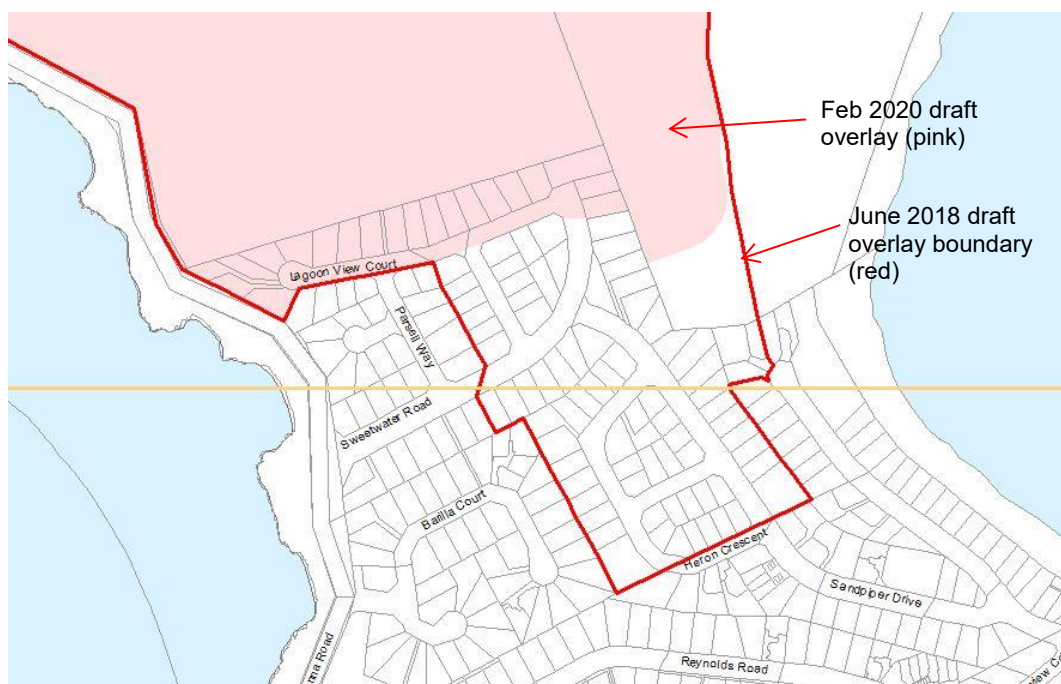 Feb 2020 draft
overlay (pink)
June 2018 draft
overlay boundary
(red)
Lagoon View Court
Parsell Way
Sweetwater Road
Barilla Court
Heron Crescent
Sandpiper Drive
Reynolds Road
Road